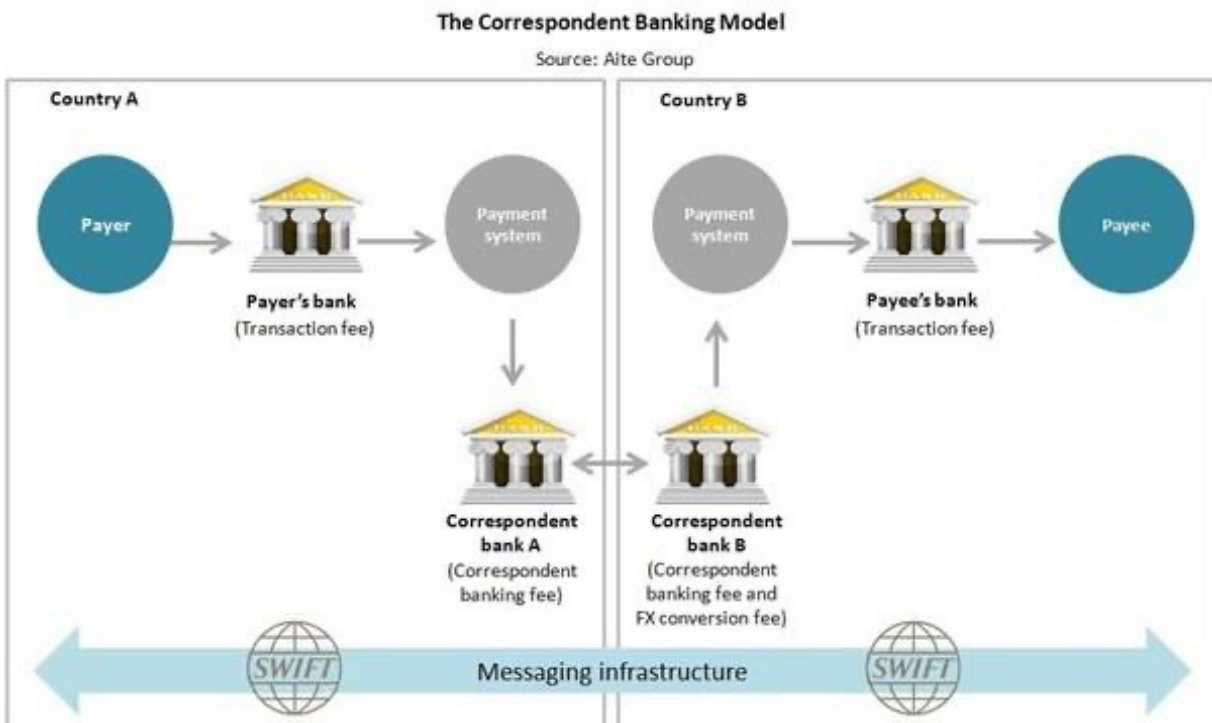 The Correspondent Banking Model
Source: Aite Group
Country A
Country B
Payer
BANK
Payment
system
Payment
system
BANK
Payee
Payer's bank
(Transaction fee)
Payee's bank
(Transaction fee)
Correspondent
bank A
(Correspondent
banking fee)
Correspondent
bank B
(Correspondent
banking fee and
FX conversion fee)
SWIFT
Messaging infrastructure
SWIFT